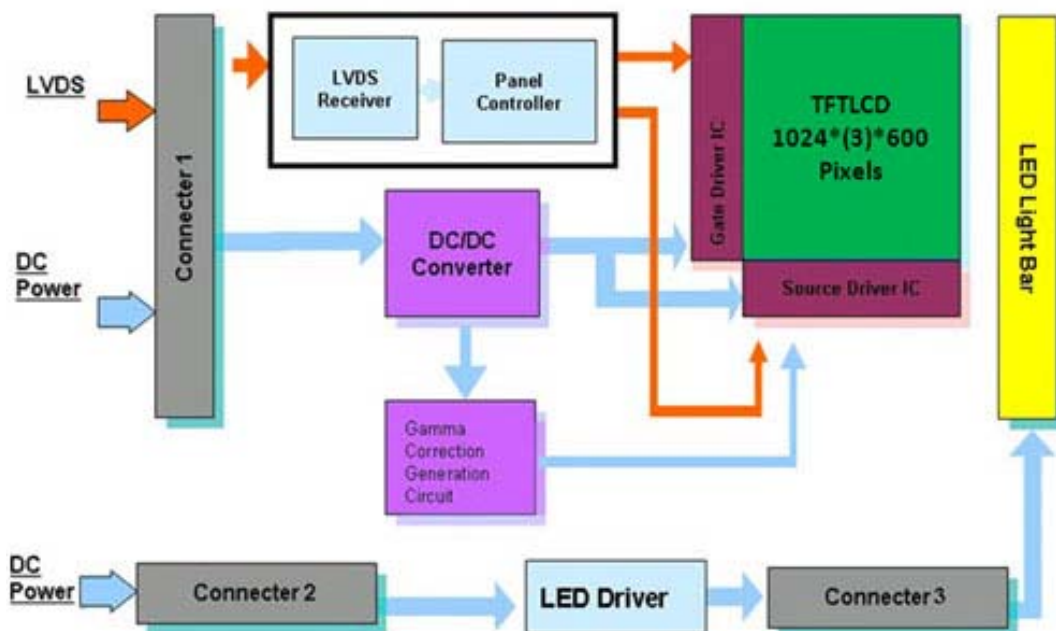 LVDS
DC
Power
Connecter 1
LVDS
Receiver
Panel
Controller
Gate Driver IC
TFTLCD
1024*(3)*600
Pixels
Source Driver IC
LED Light Bar
DC/DC
Converter
Gamma
Correction
Generation
Circuit
DC
Power
Connecter 2
LED Driver
Connecter 3